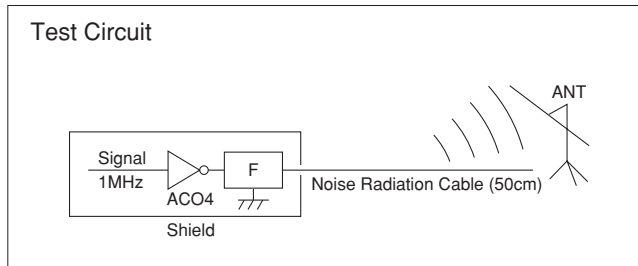 Test Circuit
ANT
Signal
1MHz
F
ACO4
Noise Radiation Cable (50cm)
Shield